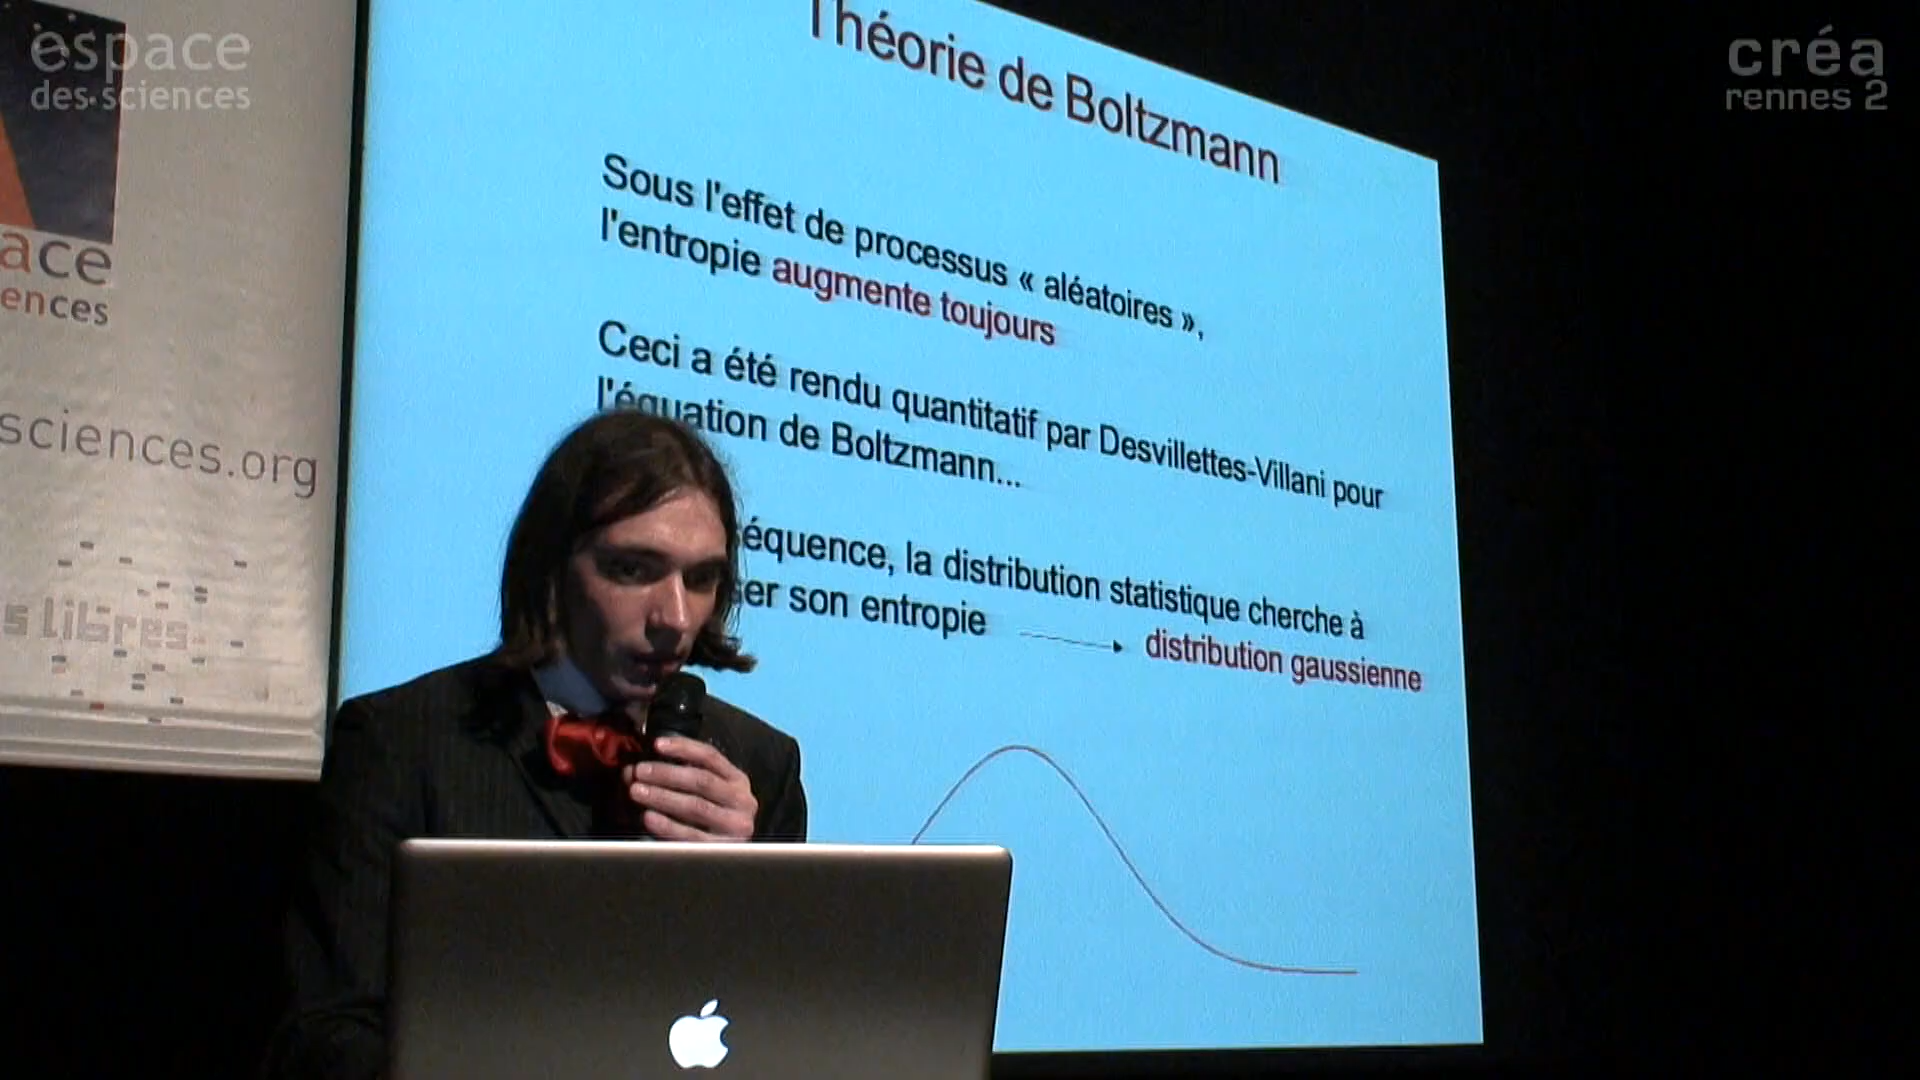 espace
des sciences
créa
rennes 2
ace
ences
sciences.org
s libres
Théorie de Boltzmann
Sous l'effet de processus « aléatoires »,
l'entropie augmente toujours
Ceci a été rendu quantitatif par Desvillettes-Villani pour
l'équation de Boltzmann...
séquence, la distribution statistique cherche à
ser son entropie
distribution gaussienne